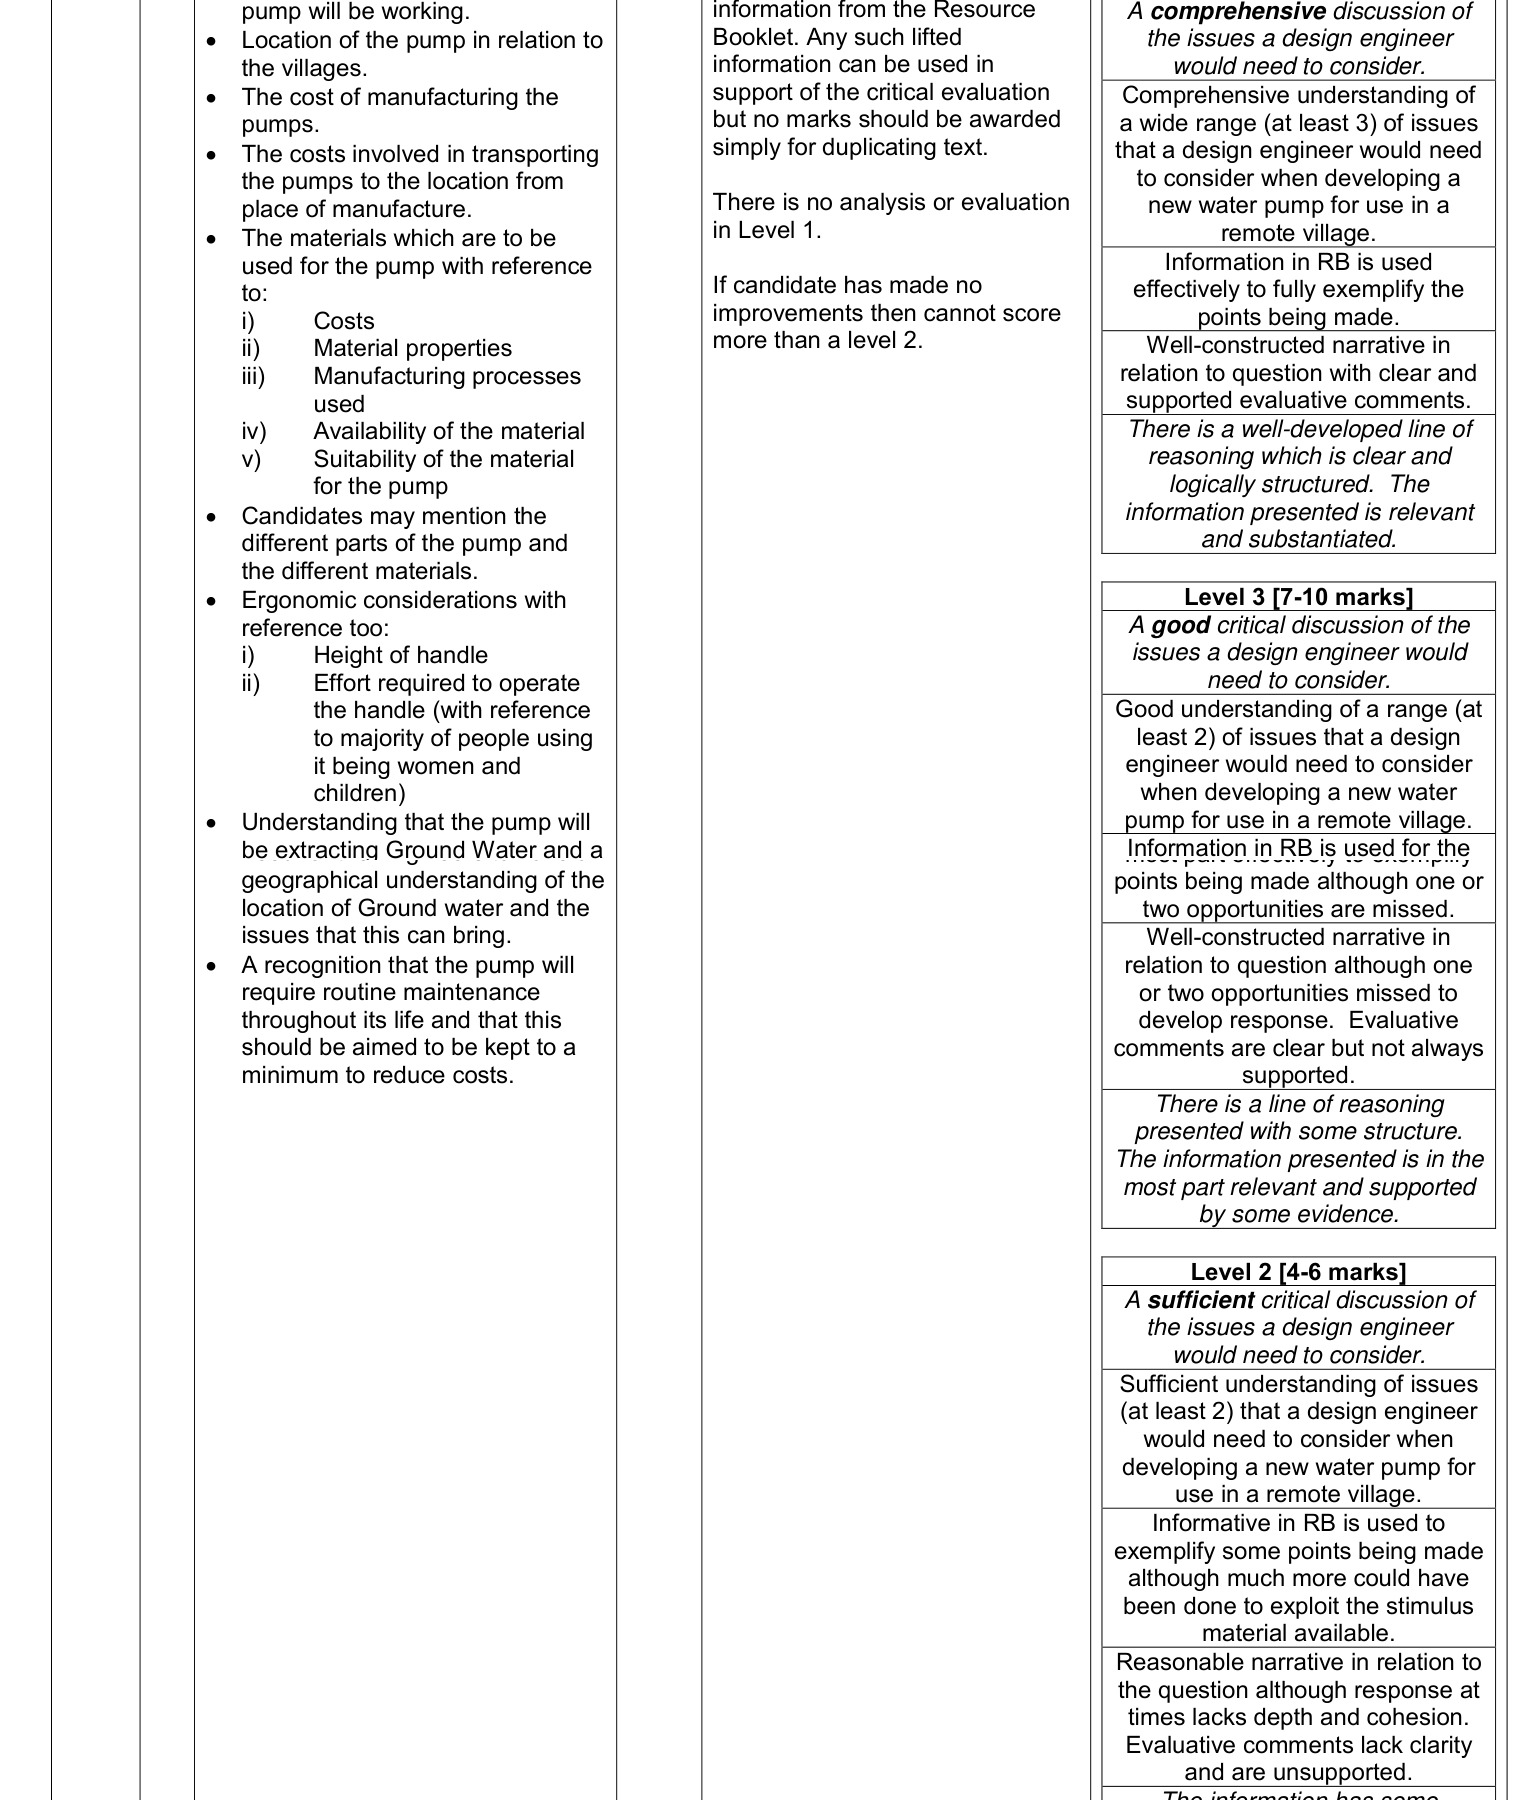 pump will be working.
• Location of the pump in relation to
the villages.
• The cost of manufacturing the
pumps.
• The costs involved in transporting
the pumps to the location from
place of manufacture.
• The materials which are to be
used for the pump with reference
to:
i) Costs
ii) Material properties
iii) Manufacturing processes
used
iv) Availability of the material
v) Suitability of the material
for the pump
• Candidates may mention the
different parts of the pump and
the different materials.
• Ergonomic considerations with
reference too:
i) Height of handle
ii) Effort required to operate
the handle (with reference
to majority of people using
it being women and
children)
• Understanding that the pump will
be extracting Ground Water and a
geographical understanding of the
location of Ground water and the
issues that this can bring.
• A recognition that the pump will
require routine maintenance
throughout its life and that this
should be aimed to be kept to a
minimum to reduce costs.
information from the Resource
Booklet. Any such lifted
information can be used in
support of the critical evaluation
but no marks should be awarded
simply for duplicating text.
There is no analysis or evaluation
in Level 1.
If candidate has made no
improvements then cannot score
more than a level 2.
A comprehensive discussion of
the issues a design engineer
would need to consider.
Comprehensive understanding of
a wide range (at least 3) of issues
that a design engineer would need
to consider when developing a
new water pump for use in a
remote village.
Information in RB is used
effectively to fully exemplify the
points being made.
Well-constructed narrative in
relation to question with clear and
supported evaluative comments.
There is a well-developed line of
reasoning which is clear and
logically structured. The
information presented is relevant
and substantiated.
Level 3 [7-10 marks]
A good critical discussion of the
issues a design engineer would
need to consider.
Good understanding of a range (at
least 2) of issues that a design
engineer would need to consider
when developing a new water
pump for use in a remote village.
Information in RB is used for the
most part effectively to exemplify
points being made although one or
two opportunities are missed.
Well-constructed narrative in
relation to question although one
or two opportunities missed to
develop response. Evaluative
comments are clear but not always
supported.
There is a line of reasoning
presented with some structure.
The information presented is in the
most part relevant and supported
by some evidence.
Level 2 [4-6 marks]
A sufficient critical discussion of
the issues a design engineer
would need to consider.
Sufficient understanding of issues
(at least 2) that a design engineer
would need to consider when
developing a new water pump for
use in a remote village.
Informative in RB is used to
exemplify some points being made
although much more could have
been done to exploit the stimulus
material available.
Reasonable narrative in relation to
the question although response at
times lacks depth and cohesion.
Evaluative comments lack clarity
and are unsupported.
The information has some